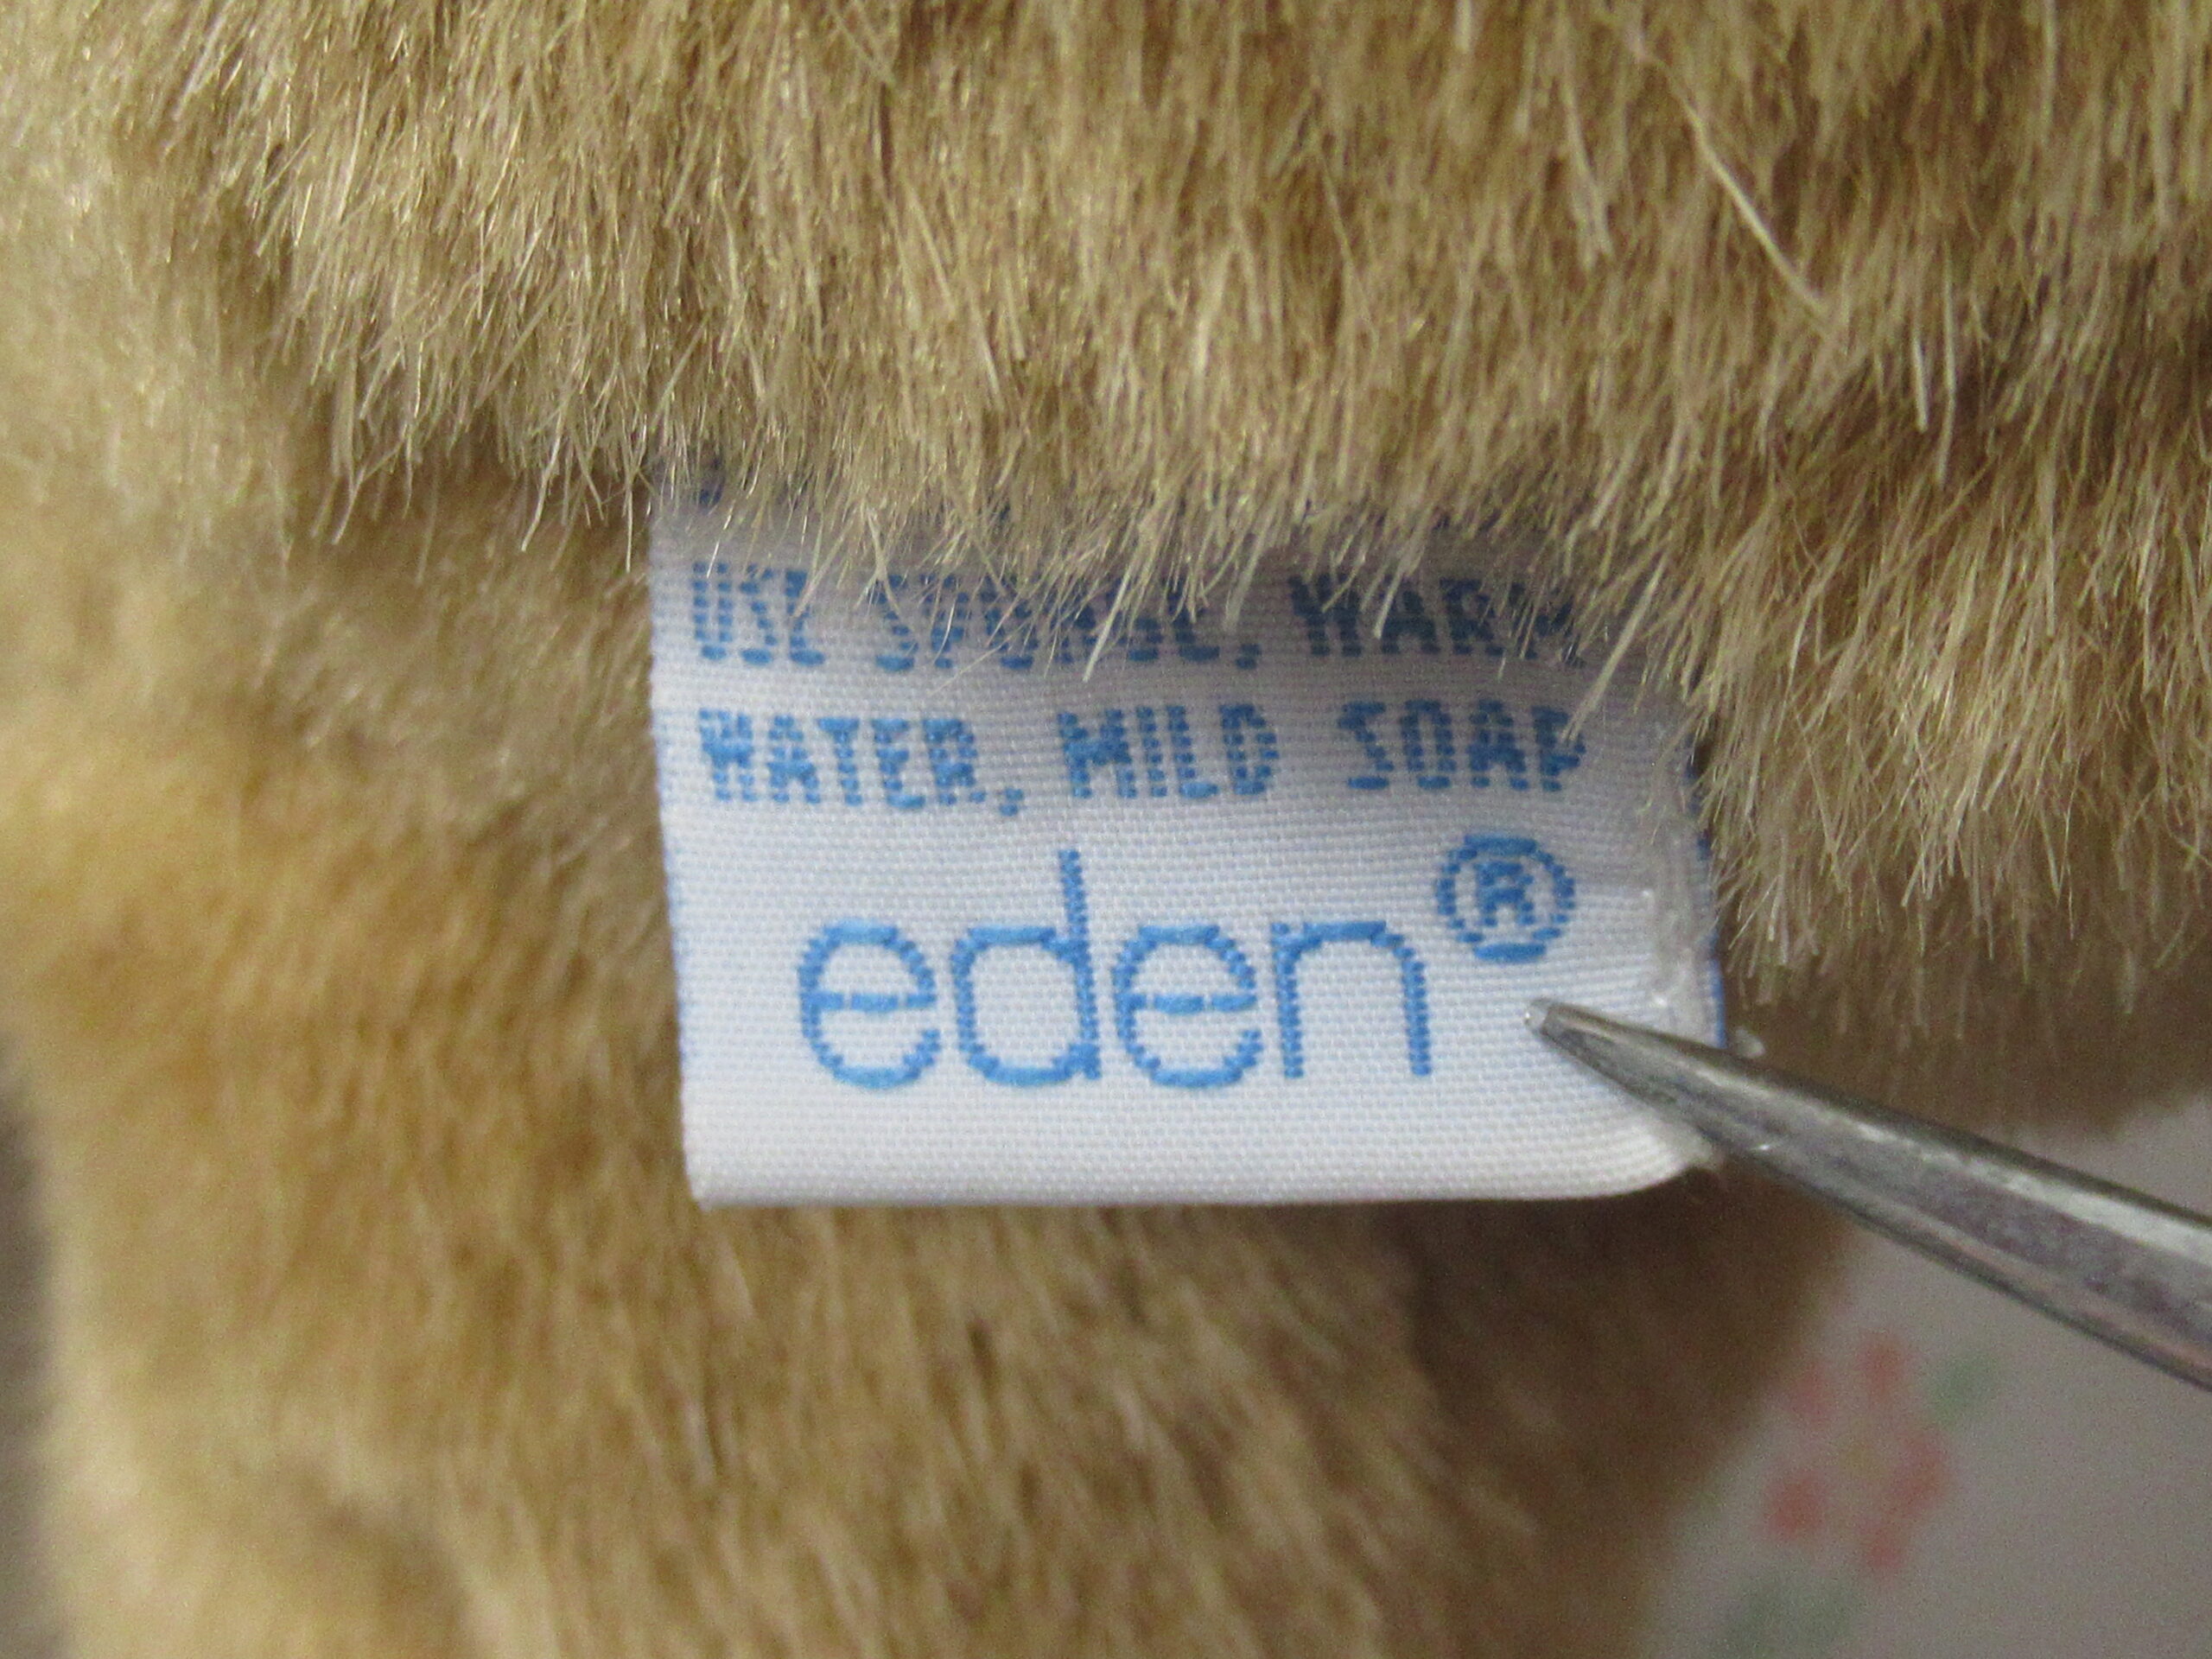 USE SPONGE, WARM
WATER, MILD SOAP
eden®